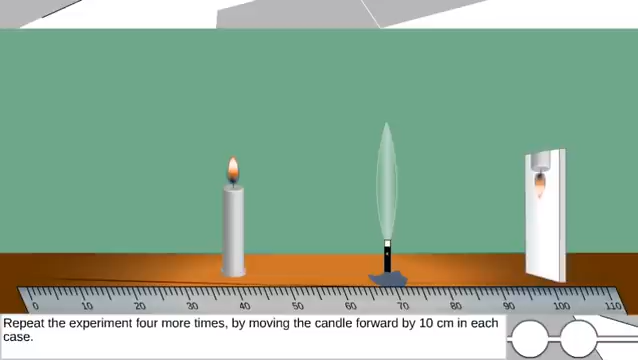 0 10 20 30 40 50 60 70 80 90 100 110
Repeat the experiment four more times, by moving the candle forward by 10 cm in each
case.